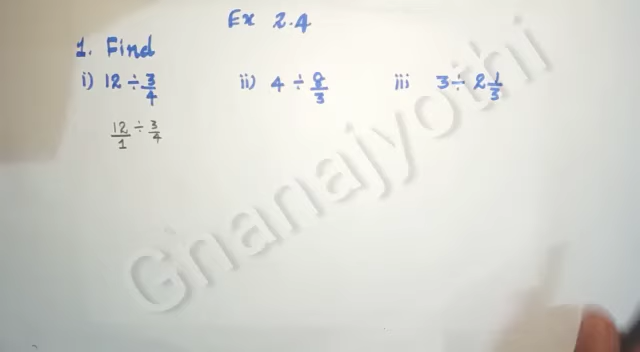 Ex 2.4
1. Find
i) 12 ÷ 3/4 ii) 4 ÷ 8/3 iii 3 ÷ 2 1/3
12/1 ÷ 3/4
Ghanajyothi